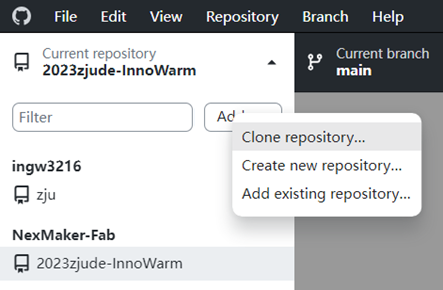 File Edit View Repository Branch Help
Current repository
2023zjude-InnoWarm
Current branch
main
Filter
Clone repository...
Create new repository...
Add existing repository...
ingw3216
zju
NexMaker-Fab
2023zjude-InnoWarm